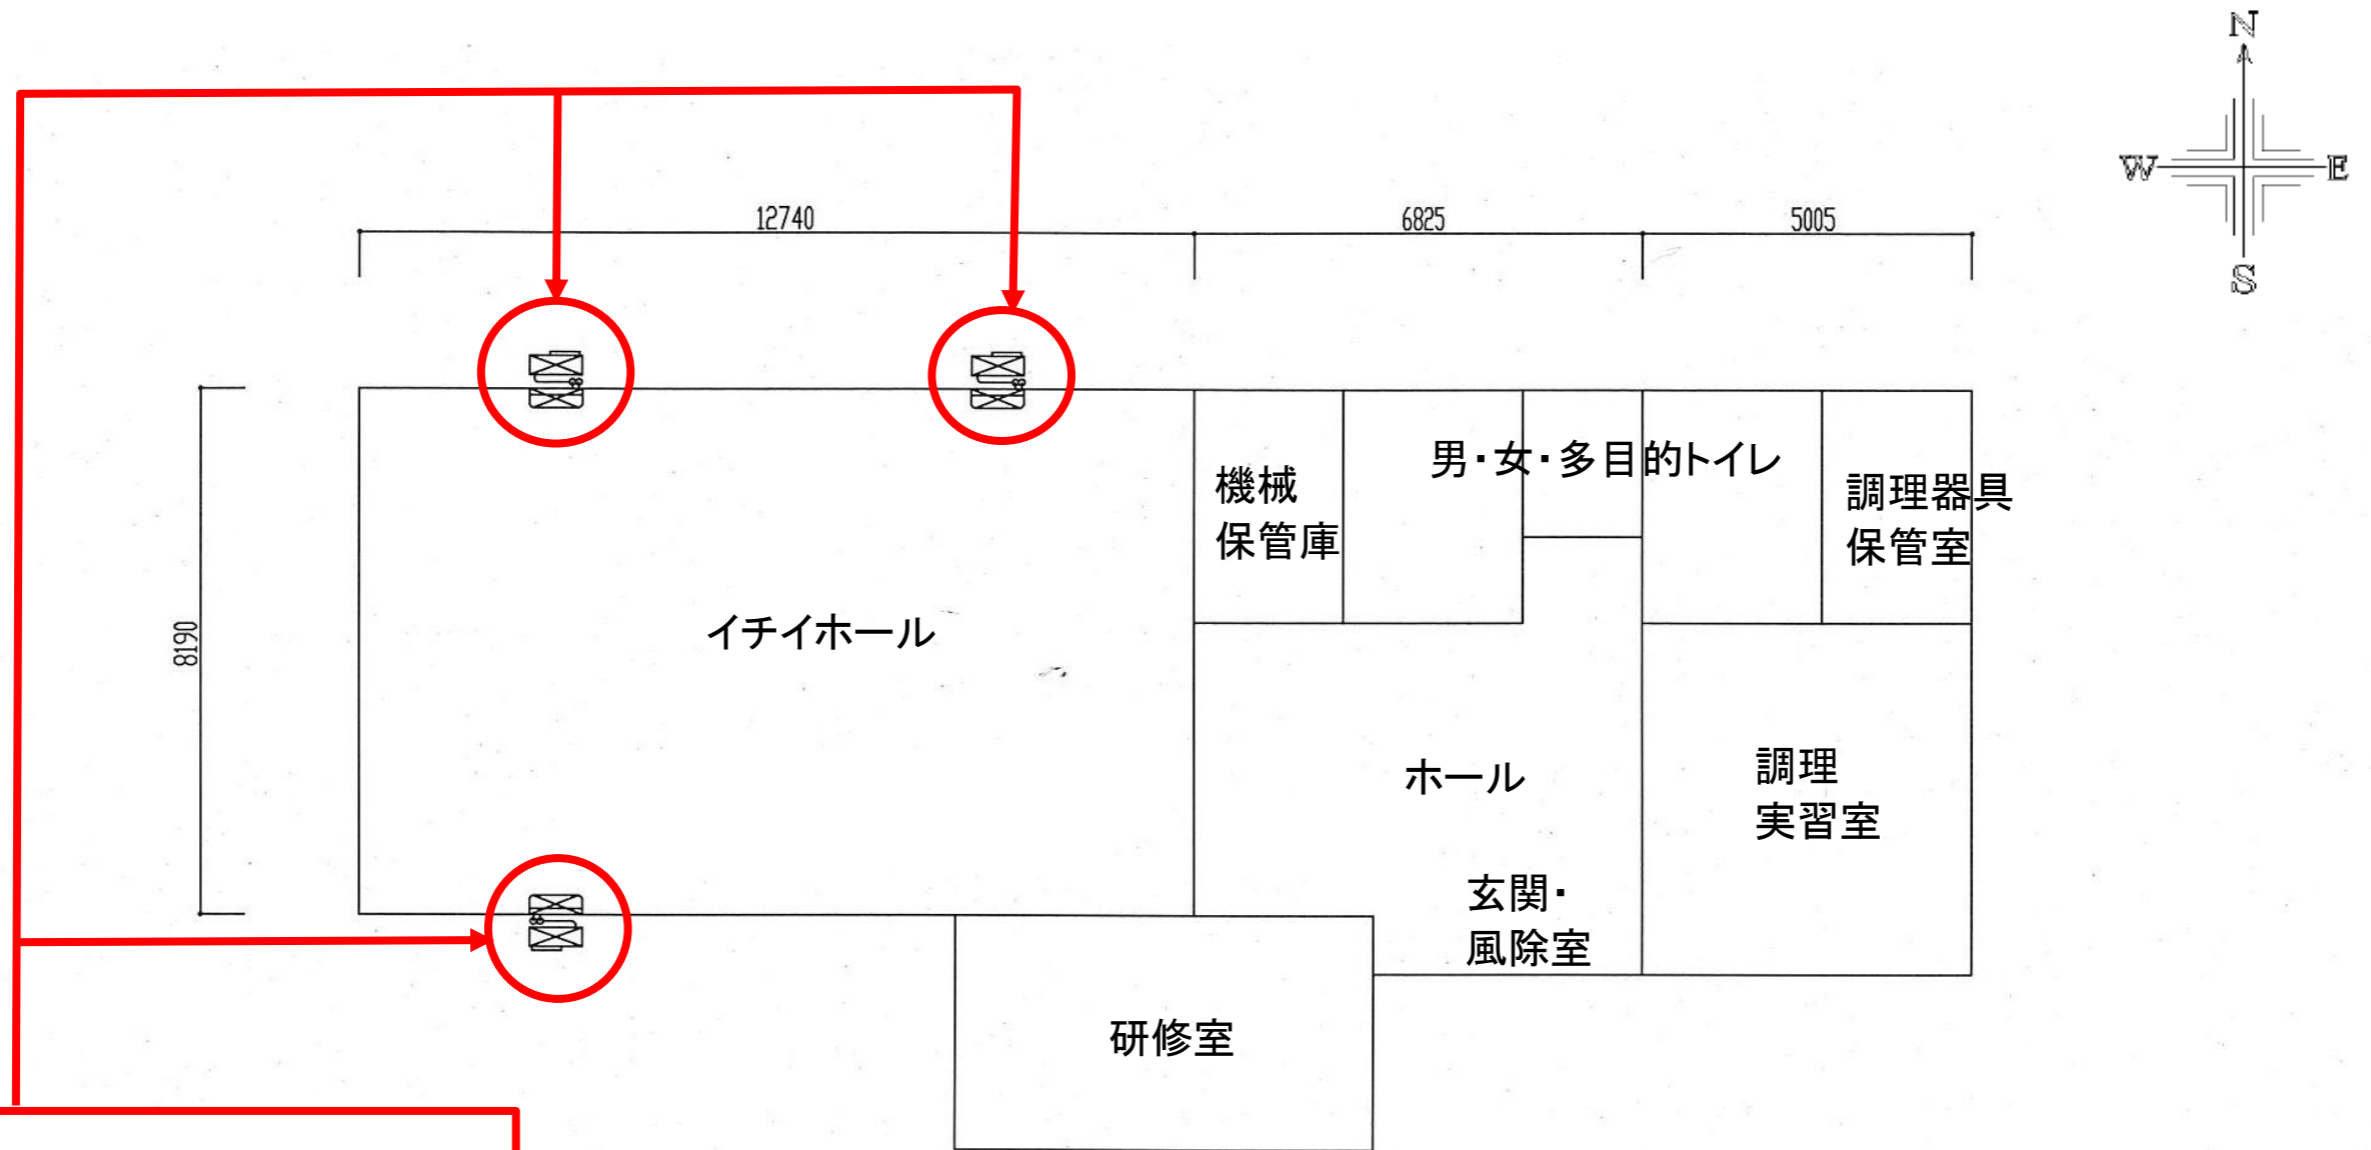 N
W
E
S
12740
6825
5005
8190
男・女・多目的トイレ
機械
保管庫
調理器具
保管室
イチイホール
ホール
調理
実習室
玄関・
風除室
研修室